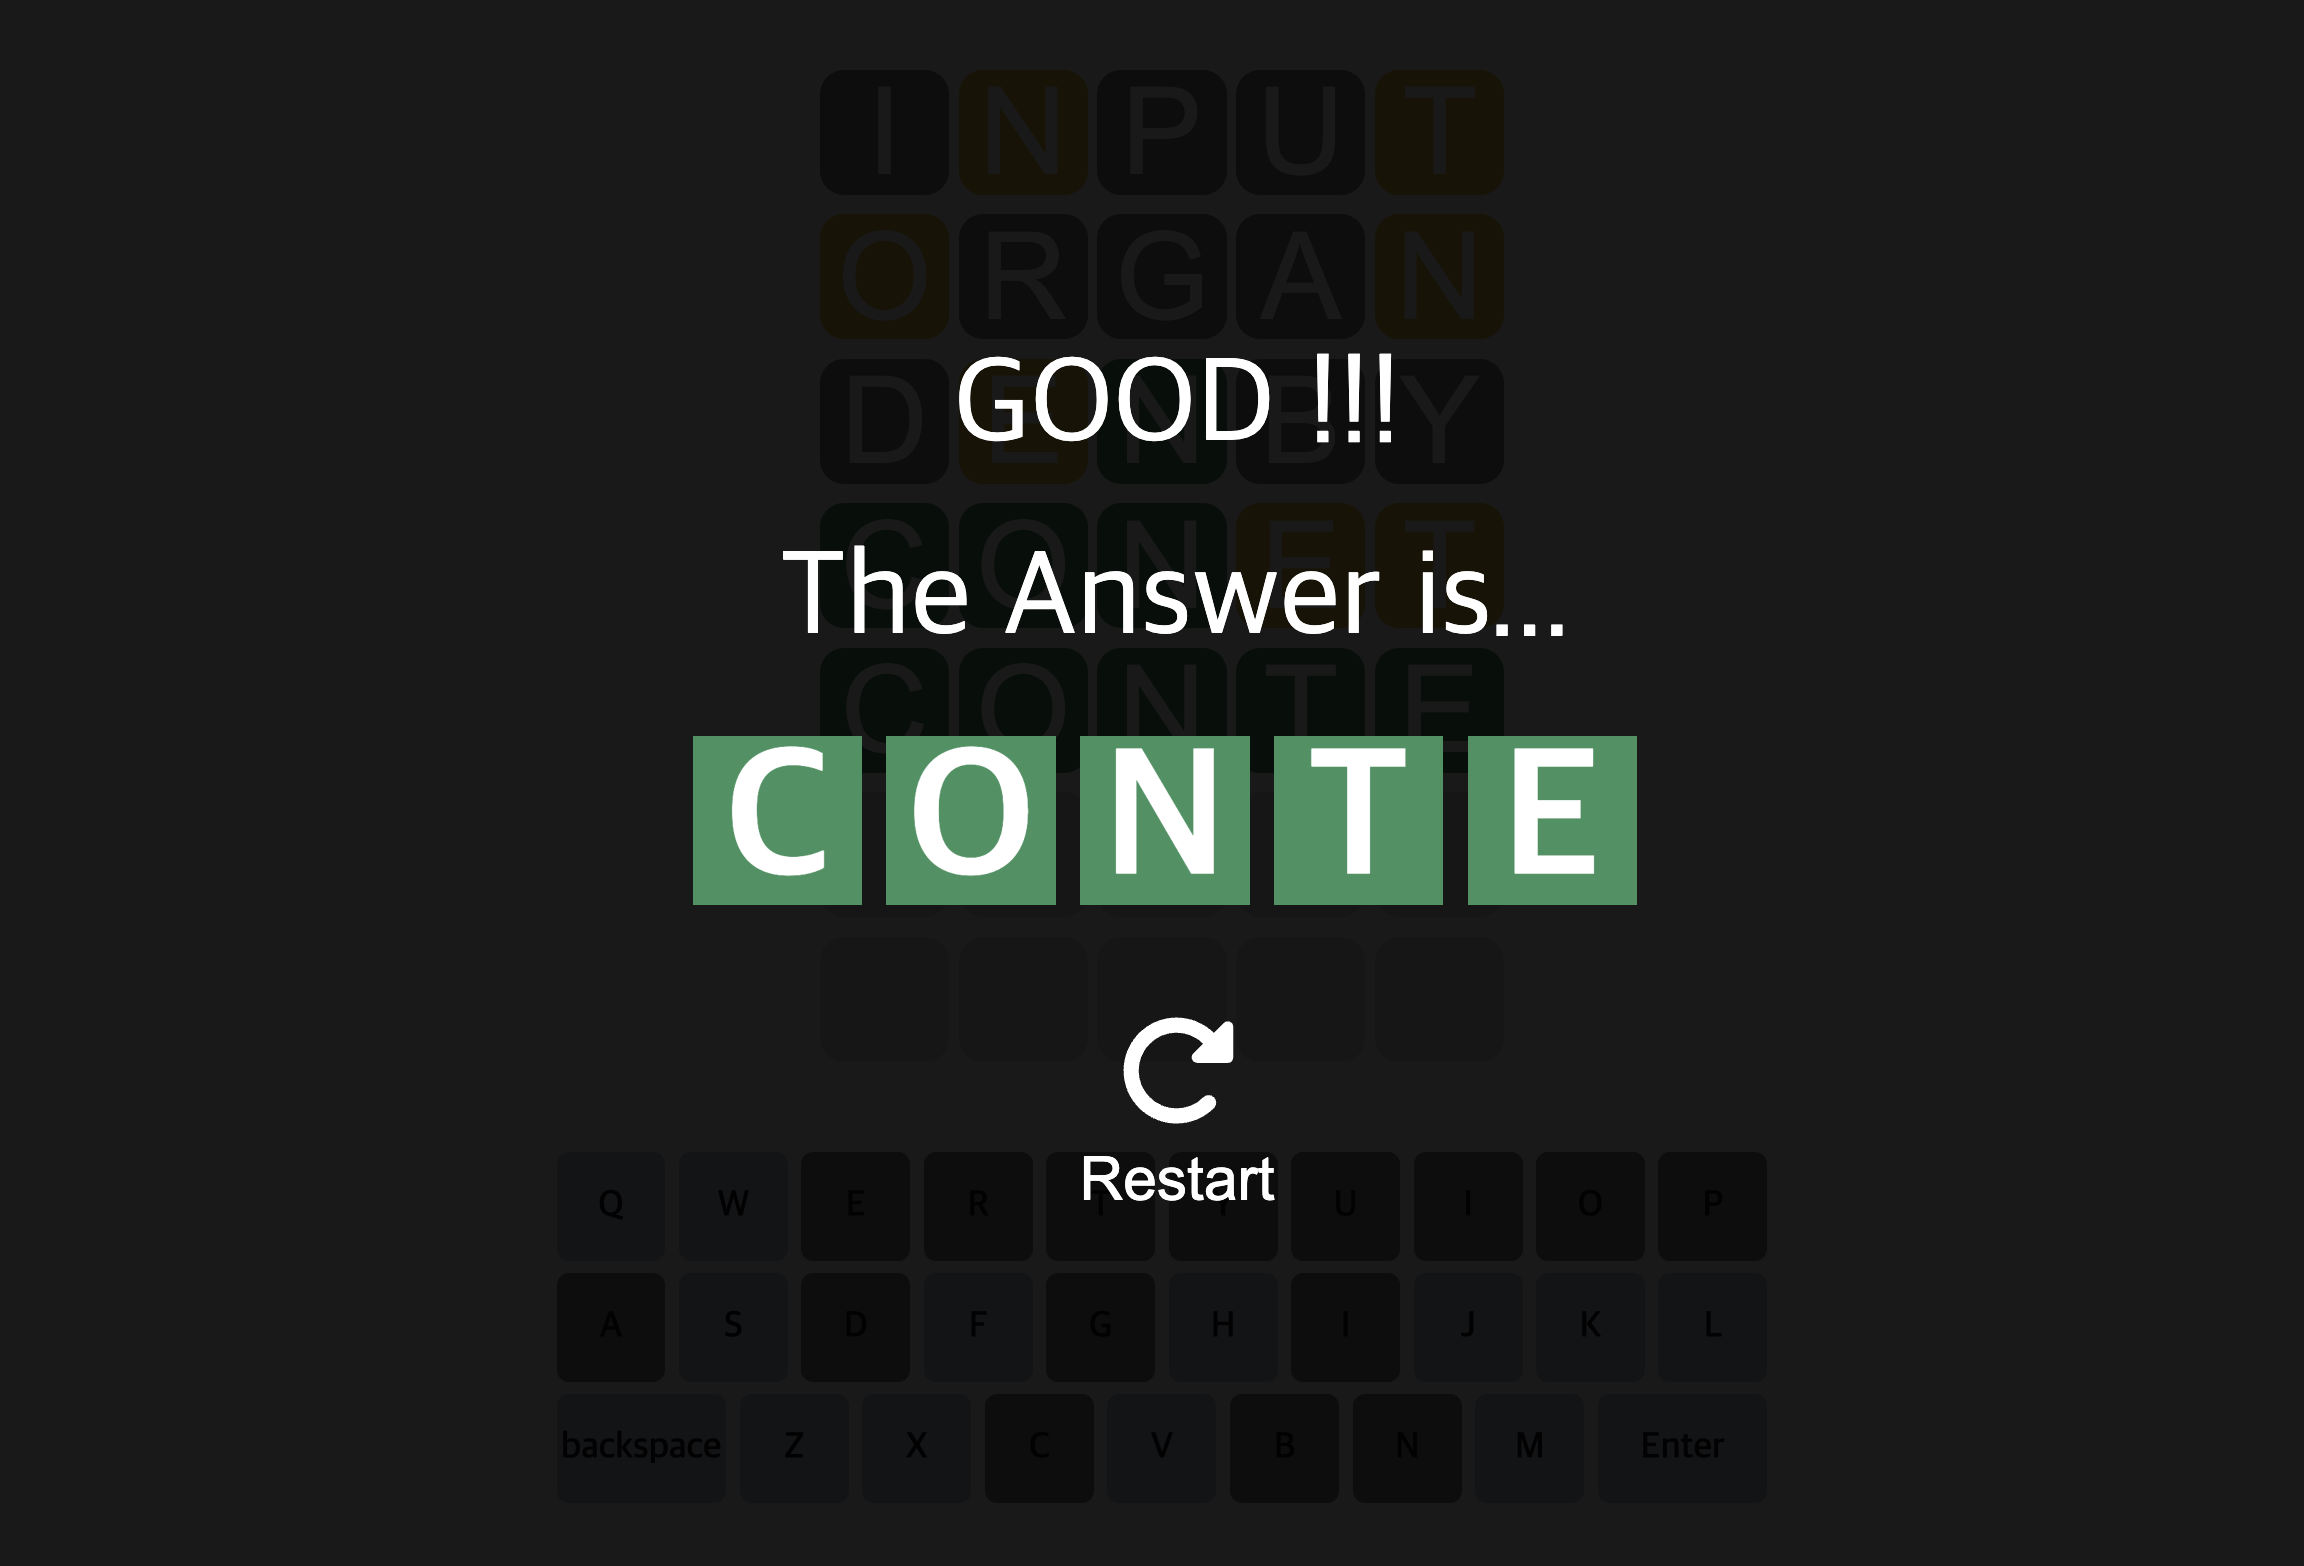 I N P U T
O R G A N
D E N B Y
GOOD !!!
C O N E T
The Answer is...
C O N T E
C O N T E
Restart
Q W E R T Y U I O P
A S D F G H I J K L
backspace Z X C V B N M Enter